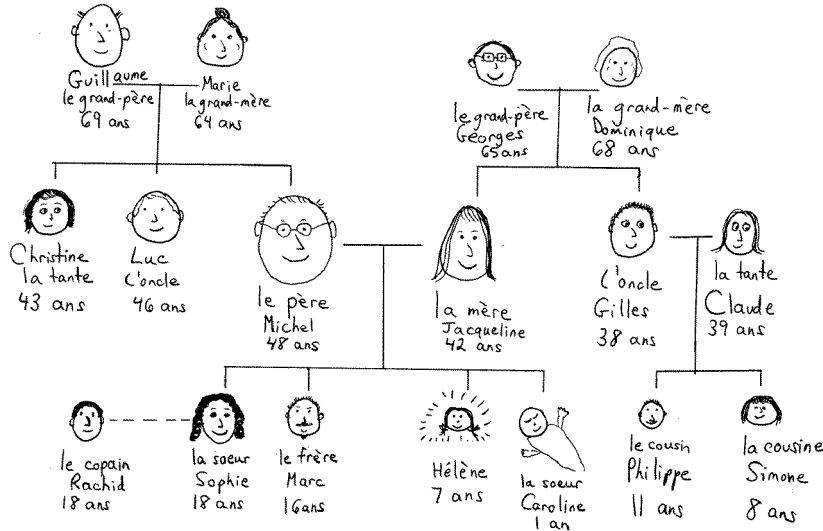 Guillaume
le grand-père
69 ans
Marie
la grand-mère
64 ans
le grand-père
Georges
65 ans
la grand-mère
Dominique
68 ans
Christine
la tante
43 ans
Luc
L'oncle
46 ans
le père
Michel
48 ans
la mère
Jacqueline
42 ans
L'oncle
Gilles
38 ans
la tante
Claude
39 ans
le copain
Rachid
18 ans
la soeur
Sophie
18 ans
le frère
Marc
16 ans
Hélène
7 ans
la soeur
Caroline
1 an
le cousin
Philippe
11 ans
la cousine
Simone
8 ans